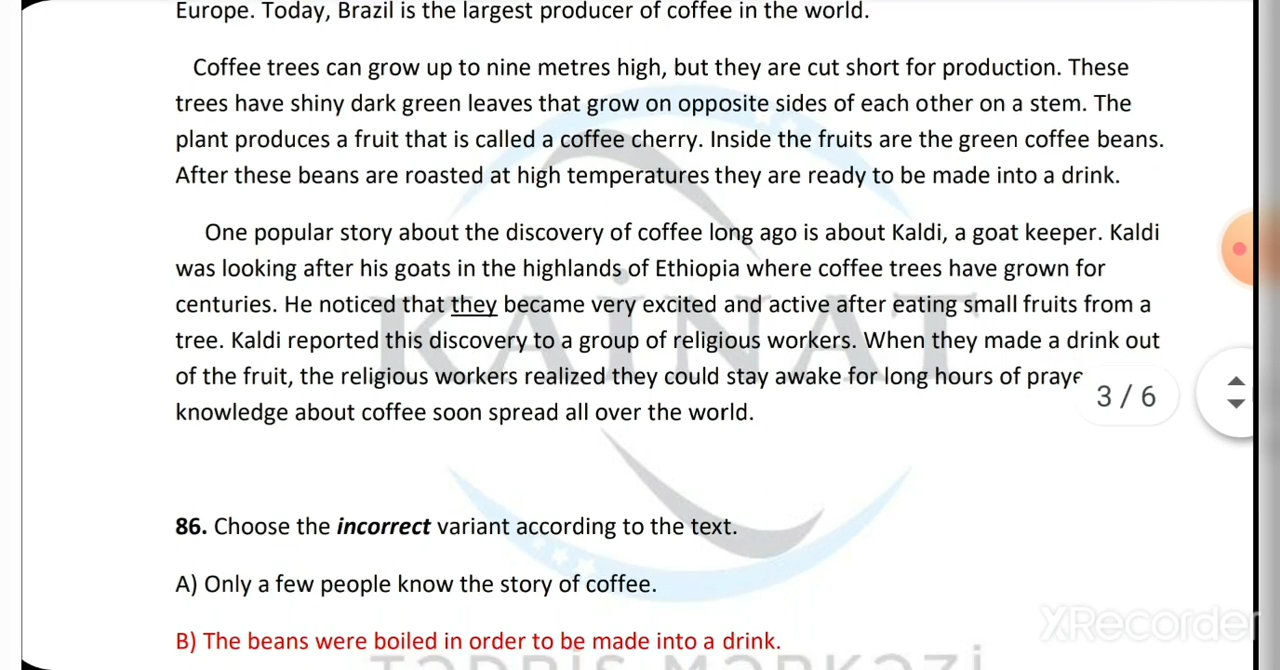 Europe. Today, Brazil is the largest producer of coffee in the world.
Coffee trees can grow up to nine metres high, but they are cut short for production. These
trees have shiny dark green leaves that grow on opposite sides of each other on a stem. The
plant produces a fruit that is called a coffee cherry. Inside the fruits are the green coffee beans.
After these beans are roasted at high temperatures they are ready to be made into a drink.
One popular story about the discovery of coffee long ago is about Kaldi, a goat keeper. Kaldi
was looking after his goats in the highlands of Ethiopia where coffee trees have grown for
centuries. He noticed that they became very excited and active after eating small fruits from a
KAİNAT
tree. Kaldi reported this discovery to a group of religious workers. When they made a drink out
of the fruit, the religious workers realized they could stay awake for long hours of
3 / 6
knowledge about coffee soon spread all over the world.
86. Choose the incorrect variant according to the text.
A) Only a few people know the story of coffee.
XRecorder
B) The beans were boiled in order to be made into a drink.
TƏDRİS MƏRKƏZİ